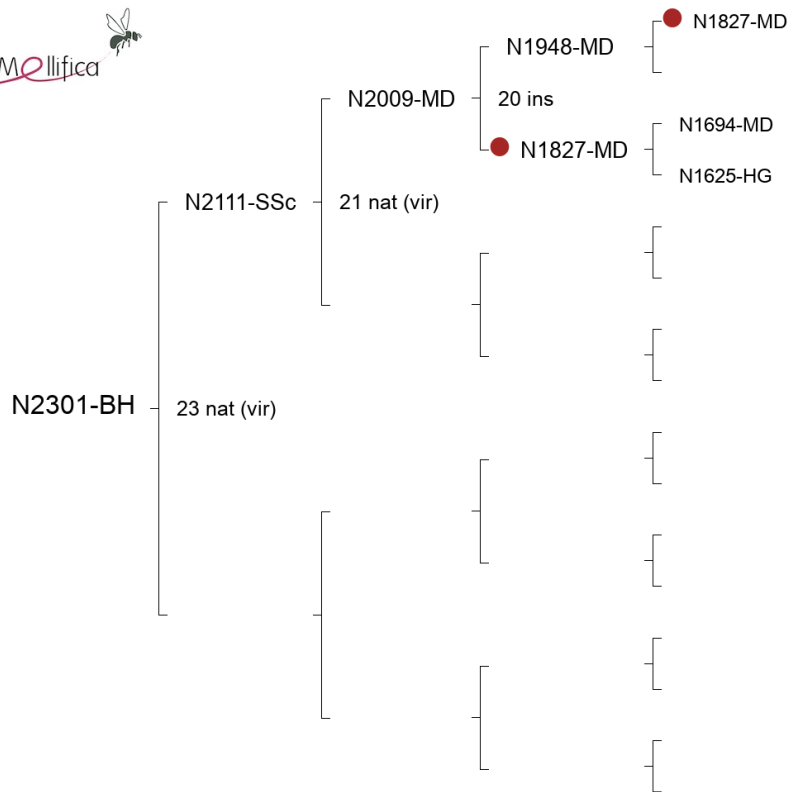 Mellifica
N1827-MD
N1948-MD
N2009-MD
20 ins
N1827-MD
N1694-MD
N1625-HG
N2111-SSc
21 nat (vir)
N2301-BH
23 nat (vir)